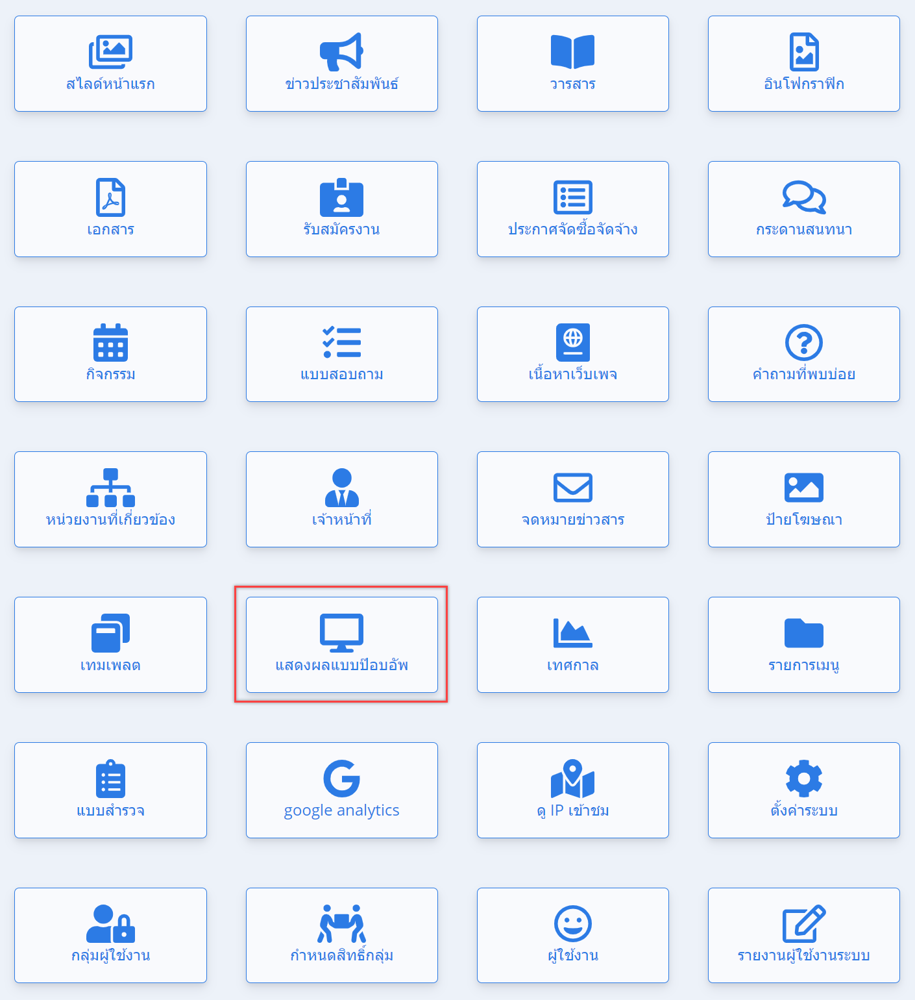 สไลด์หน้าแรก
ข่าวประชาสัมพันธ์
วารสาร
อินโฟกราฟิก
เอกสาร
รับสมัครงาน
ประกาศจัดซื้อจัดจ้าง
กระดานสนทนา
กิจกรรม
แบบสอบถาม
เนื้อหาเว็บเพจ
คำถามที่พบบ่อย
หน่วยงานที่เกี่ยวข้อง
เจ้าหน้าที่
จดหมายข่าวสาร
ป้ายโฆษณา
เทมเพลต
แสดงผลแบบป๊อบอัพ
เทศกาล
รายการเมนู
แบบสำรวจ
google analytics
ดู IP เข้าชม
ตั้งค่าระบบ
กลุ่มผู้ใช้งาน
กำหนดสิทธิ์กลุ่ม
ผู้ใช้งาน
รายงานผู้ใช้งานระบบ